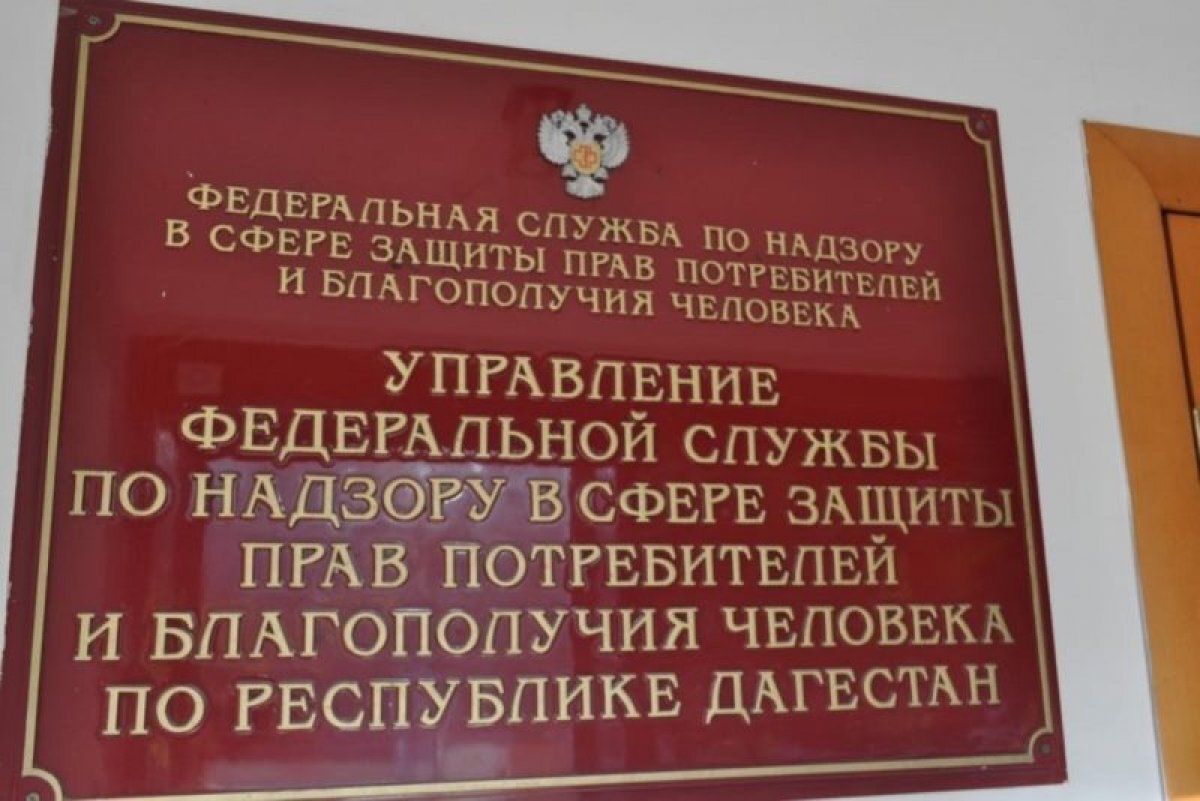 ФЕДЕРАЛЬНАЯ СЛУЖБА ПО НАДЗОРУ
В СФЕРЕ ЗАЩИТЫ ПРАВ ПОТРЕБИТЕЛЕЙ
И БЛАГОПОЛУЧИЯ ЧЕЛОВЕКА
УПРАВЛЕНИЕ
ФЕДЕРАЛЬНОЙ СЛУЖБЫ
ПО НАДЗОРУ В СФЕРЕ ЗАЩИТЫ
ПРАВ ПОТРЕБИТЕЛЕЙ
И БЛАГОПОЛУЧИЯ ЧЕЛОВЕКА
ПО РЕСПУБЛИКЕ ДАГЕСТАН